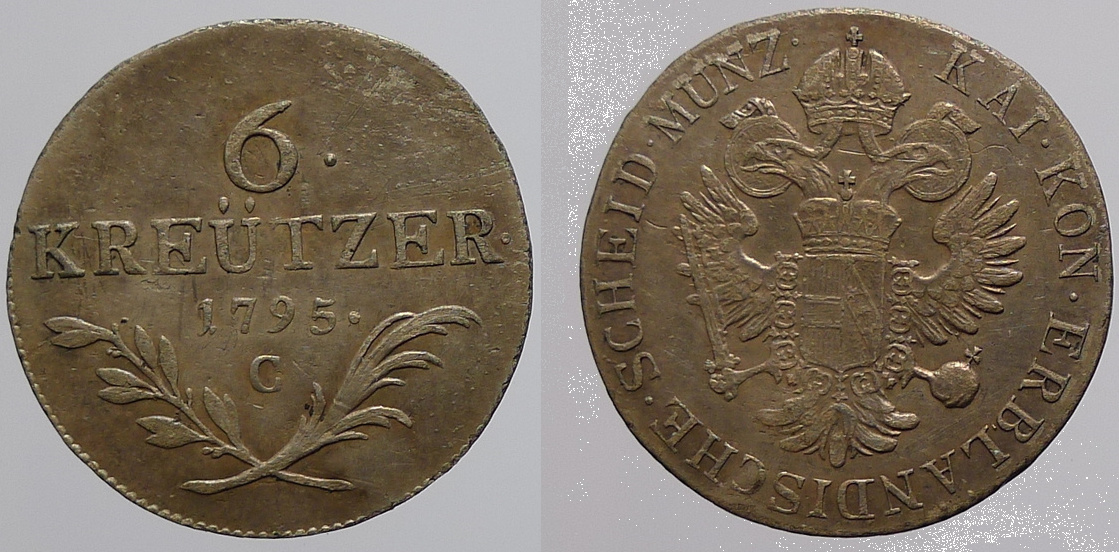 6.
KREÜTZER.
1795.
C
KAI·KON·ERBLANDISCHE·SCHEID·MUNZ·